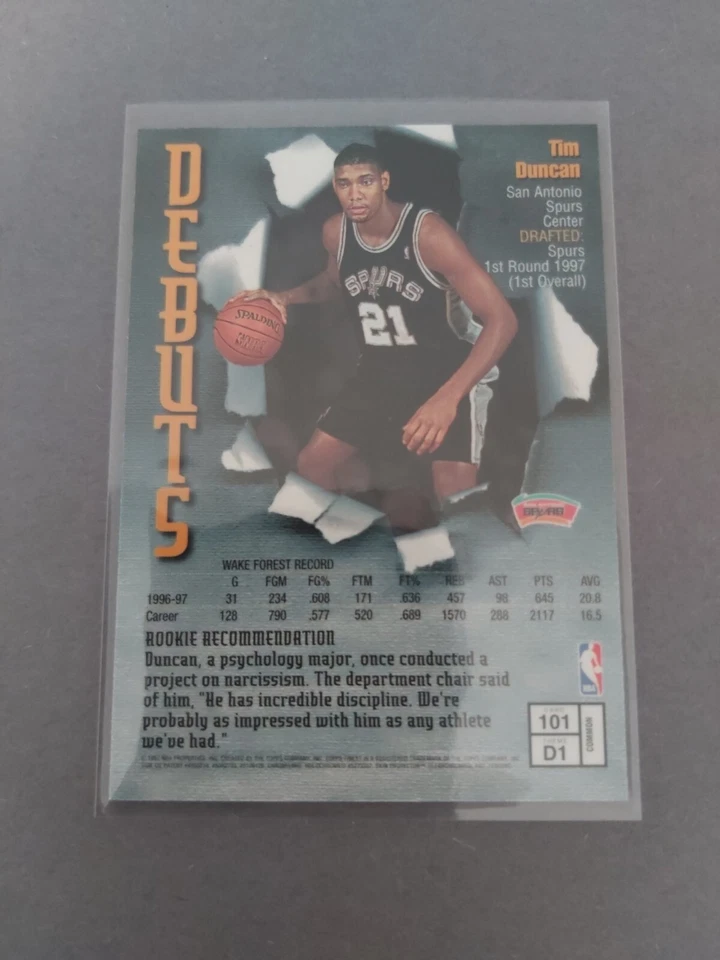 DEBUTS
Tim
Duncan
San Antonio
Spurs
Center
DRAFTED:
Spurs
1st Round 1997
(1st Overall)
SPURS
21
SPALDING
SPURS
WAKE FOREST RECORD
G FGM FG% FTM FT% REB AST PTS AVG
1996-97 31 234 .608 171 .636 457 98 645 20.8
Career 128 790 .577 520 .689 1570 288 2117 16.5
ROOKIE RECOMMENDATION
Duncan, a psychology major, once conducted a
project on narcissism. The department chair said
of him, "He has incredible discipline. We're
probably as impressed with him as any athlete
we've had."
NBA
CARD
101
THEME
D1
COMMON